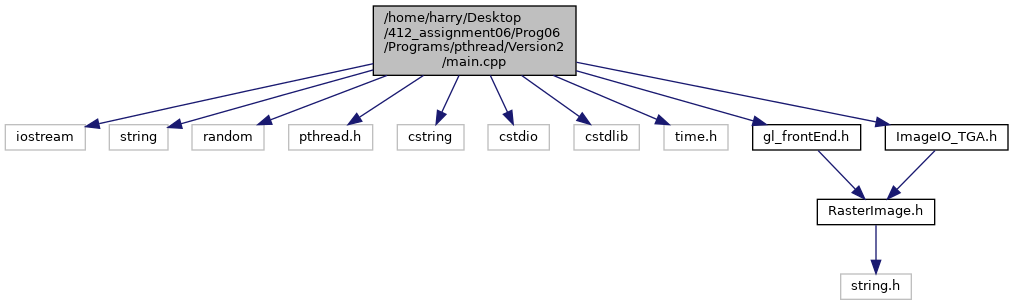 /home/harry/Desktop
/412_assignment06/Prog06
/Programs/pthread/Version2
/main.cpp
iostream
string
random
pthread.h
cstring
cstdio
cstdlib
time.h
gl_frontEnd.h
ImageIO_TGA.h
RasterImage.h
string.h